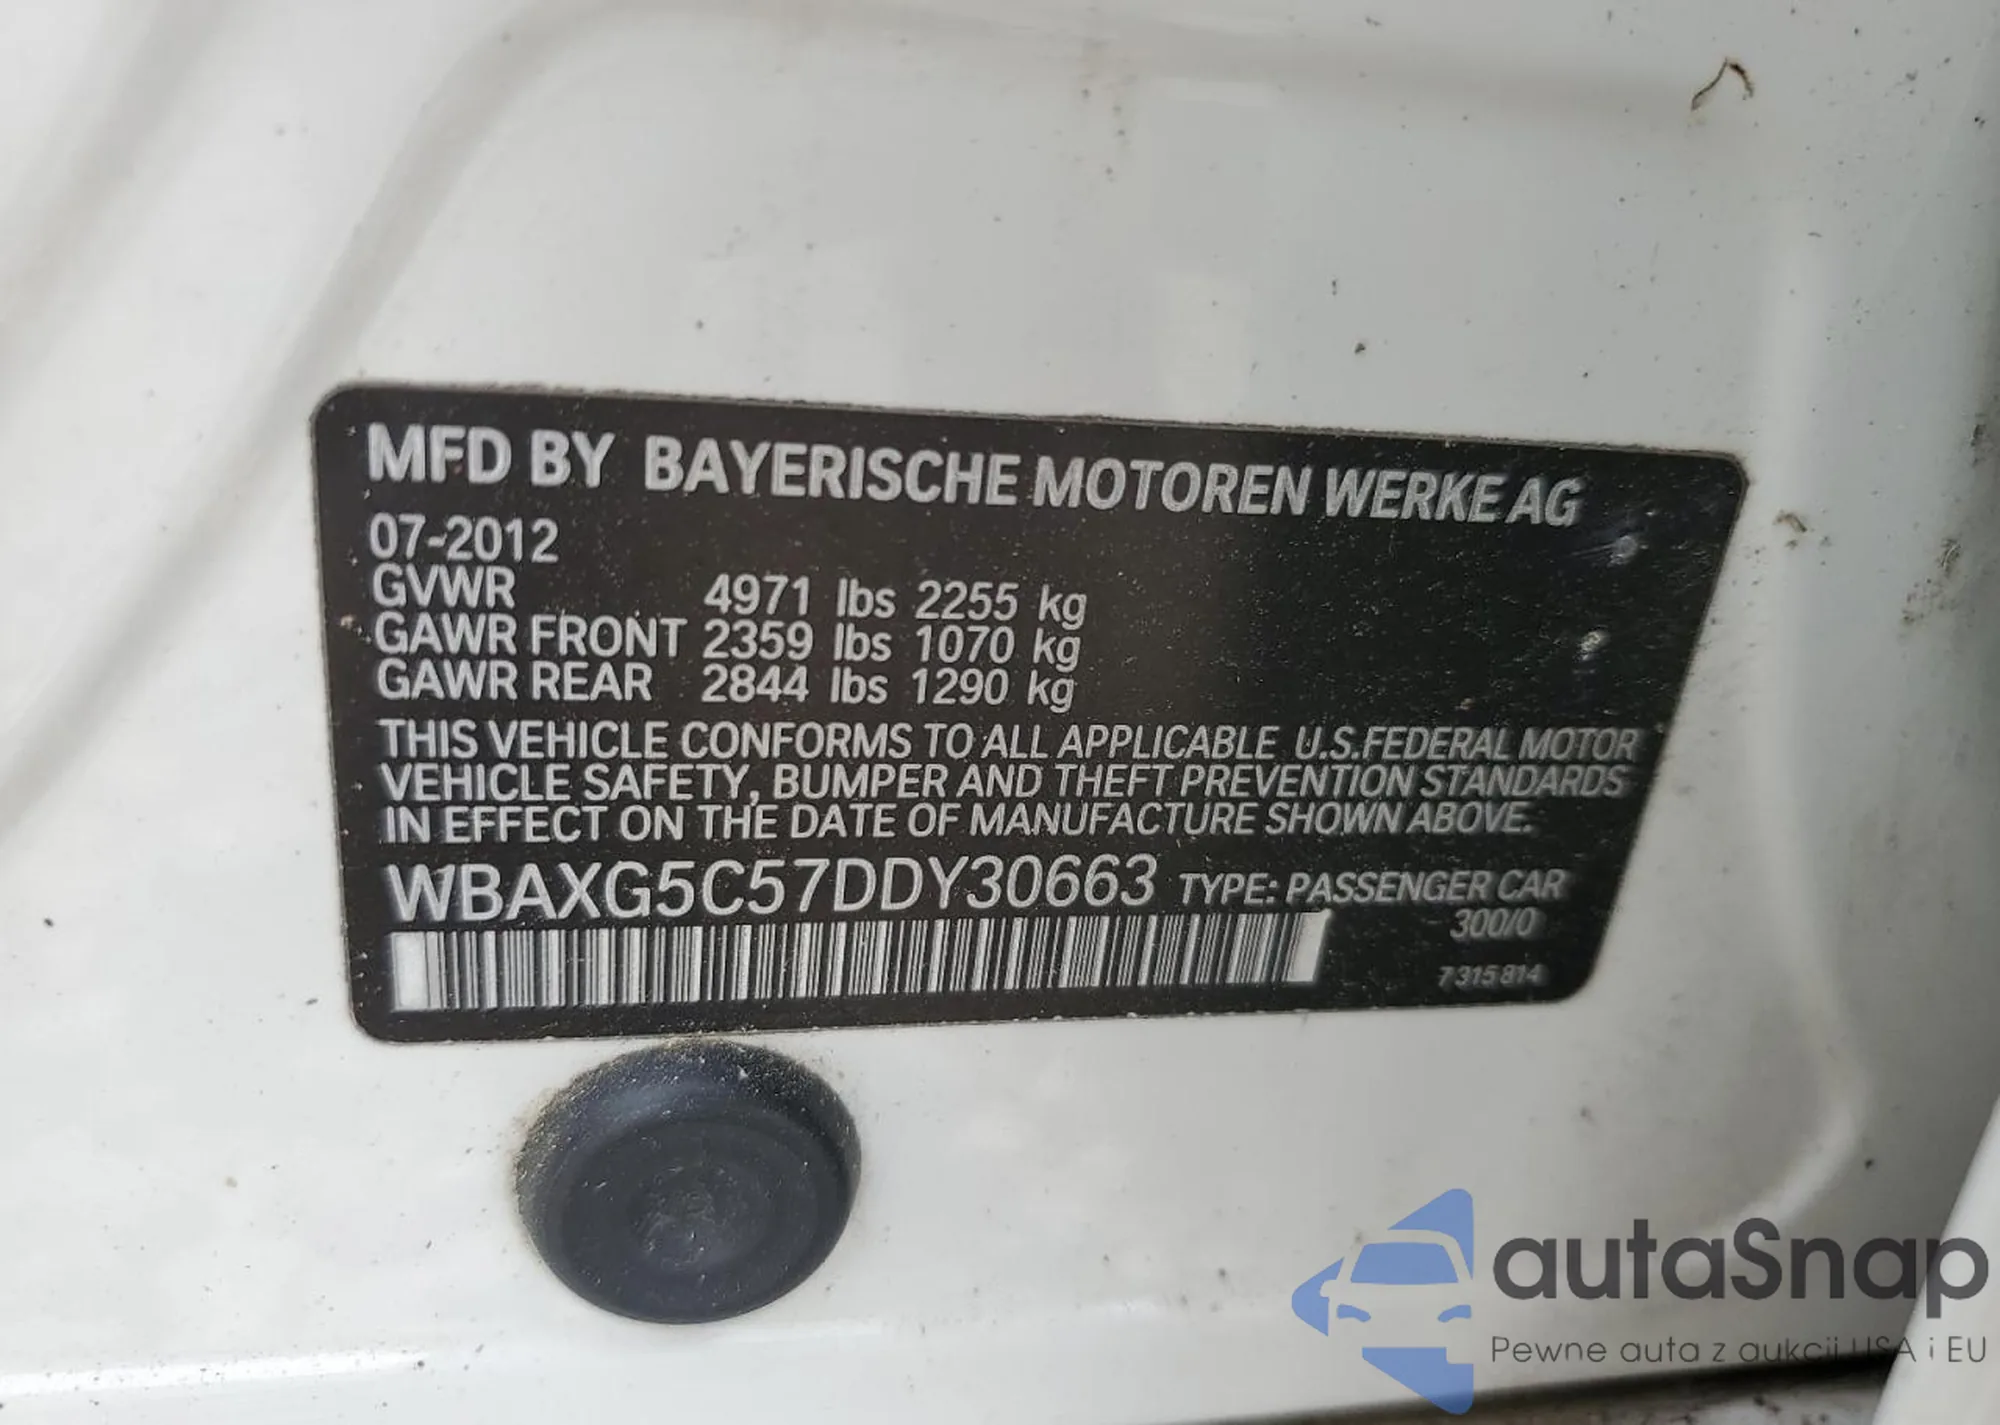 MFD BY BAYERISCHE MOTOREN WERKE AG
07-2012
GVWR 4971 lbs 2255 kg
GAWR FRONT 2359 lbs 1070 kg
GAWR REAR 2844 lbs 1290 kg
THIS VEHICLE CONFORMS TO ALL APPLICABLE U.S.FEDERAL MOTOR
VEHICLE SAFETY, BUMPER AND THEFT PREVENTION STANDARDS
IN EFFECT ON THE DATE OF MANUFACTURE SHOWN ABOVE.
WBAXG5C57DDY30663 TYPE: PASSENGER CAR
300/0
7 315 814
autaSnap
Pewne auta z aukcji USA i EU